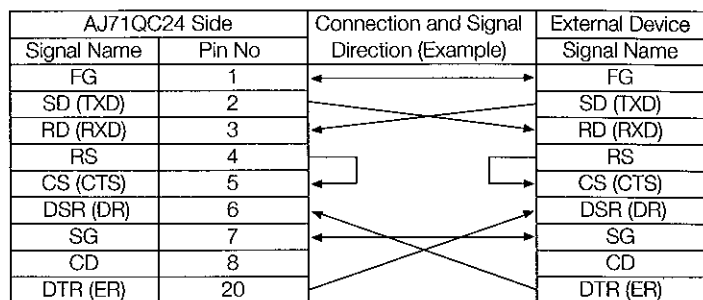 AJ71QC24 Side Connection and Signal External Device
Signal Name Pin No Direction (Example) Signal Name
FG 1 FG
SD (TXD) 2 SD (TXD)
RD (RXD) 3 RD (RXD)
RS 4 RS
CS (CTS) 5 CS (CTS)
DSR (DR) 6 DSR (DR)
SG 7 SG
CD 8 CD
DTR (ER) 20 DTR (ER)